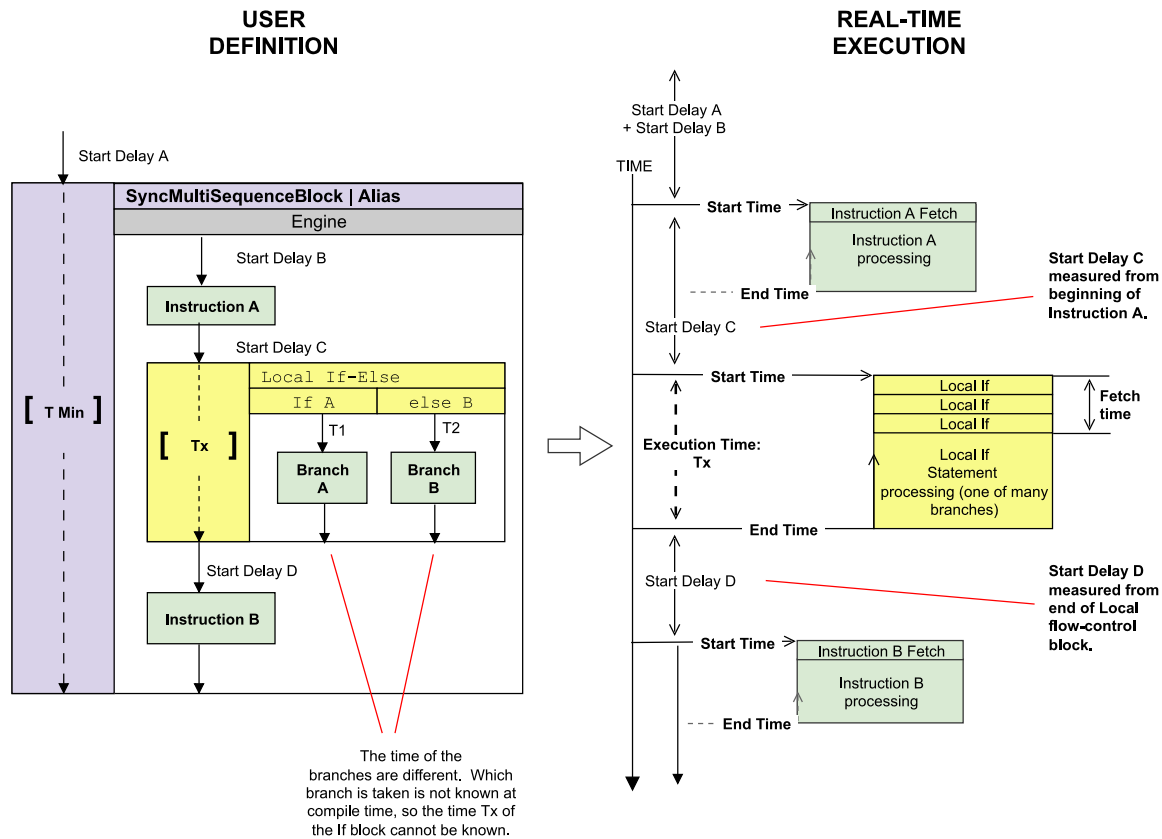 USER
DEFINITION
Start Delay A
SyncMultiSequenceBlock | Alias
Engine
Start Delay B
Instruction A
Start Delay C
Local If-Else
If A
else B
T1
T2
[ T Min ]
[ Tx ]
Branch
A
Branch
B
Start Delay D
Instruction B
The time of the
branches are different. Which
branch is taken is not known at
compile time, so the time Tx of
the If block cannot be known.
REAL-TIME
EXECUTION
Start Delay A
+ Start Delay B
TIME
Start Time
Instruction A Fetch
Instruction A
processing
End Time
Start Delay C
Start Delay C
measured from
beginning of
Instruction A.
Start Time
Local If
Local If
Local If
Fetch
time
Execution Time:
Tx
Local If
Statement
processing (one of many
branches)
End Time
Start Delay D
Start Delay D
measured from
end of Local
flow-control
block.
Start Time
Instruction B Fetch
Instruction B
processing
End Time